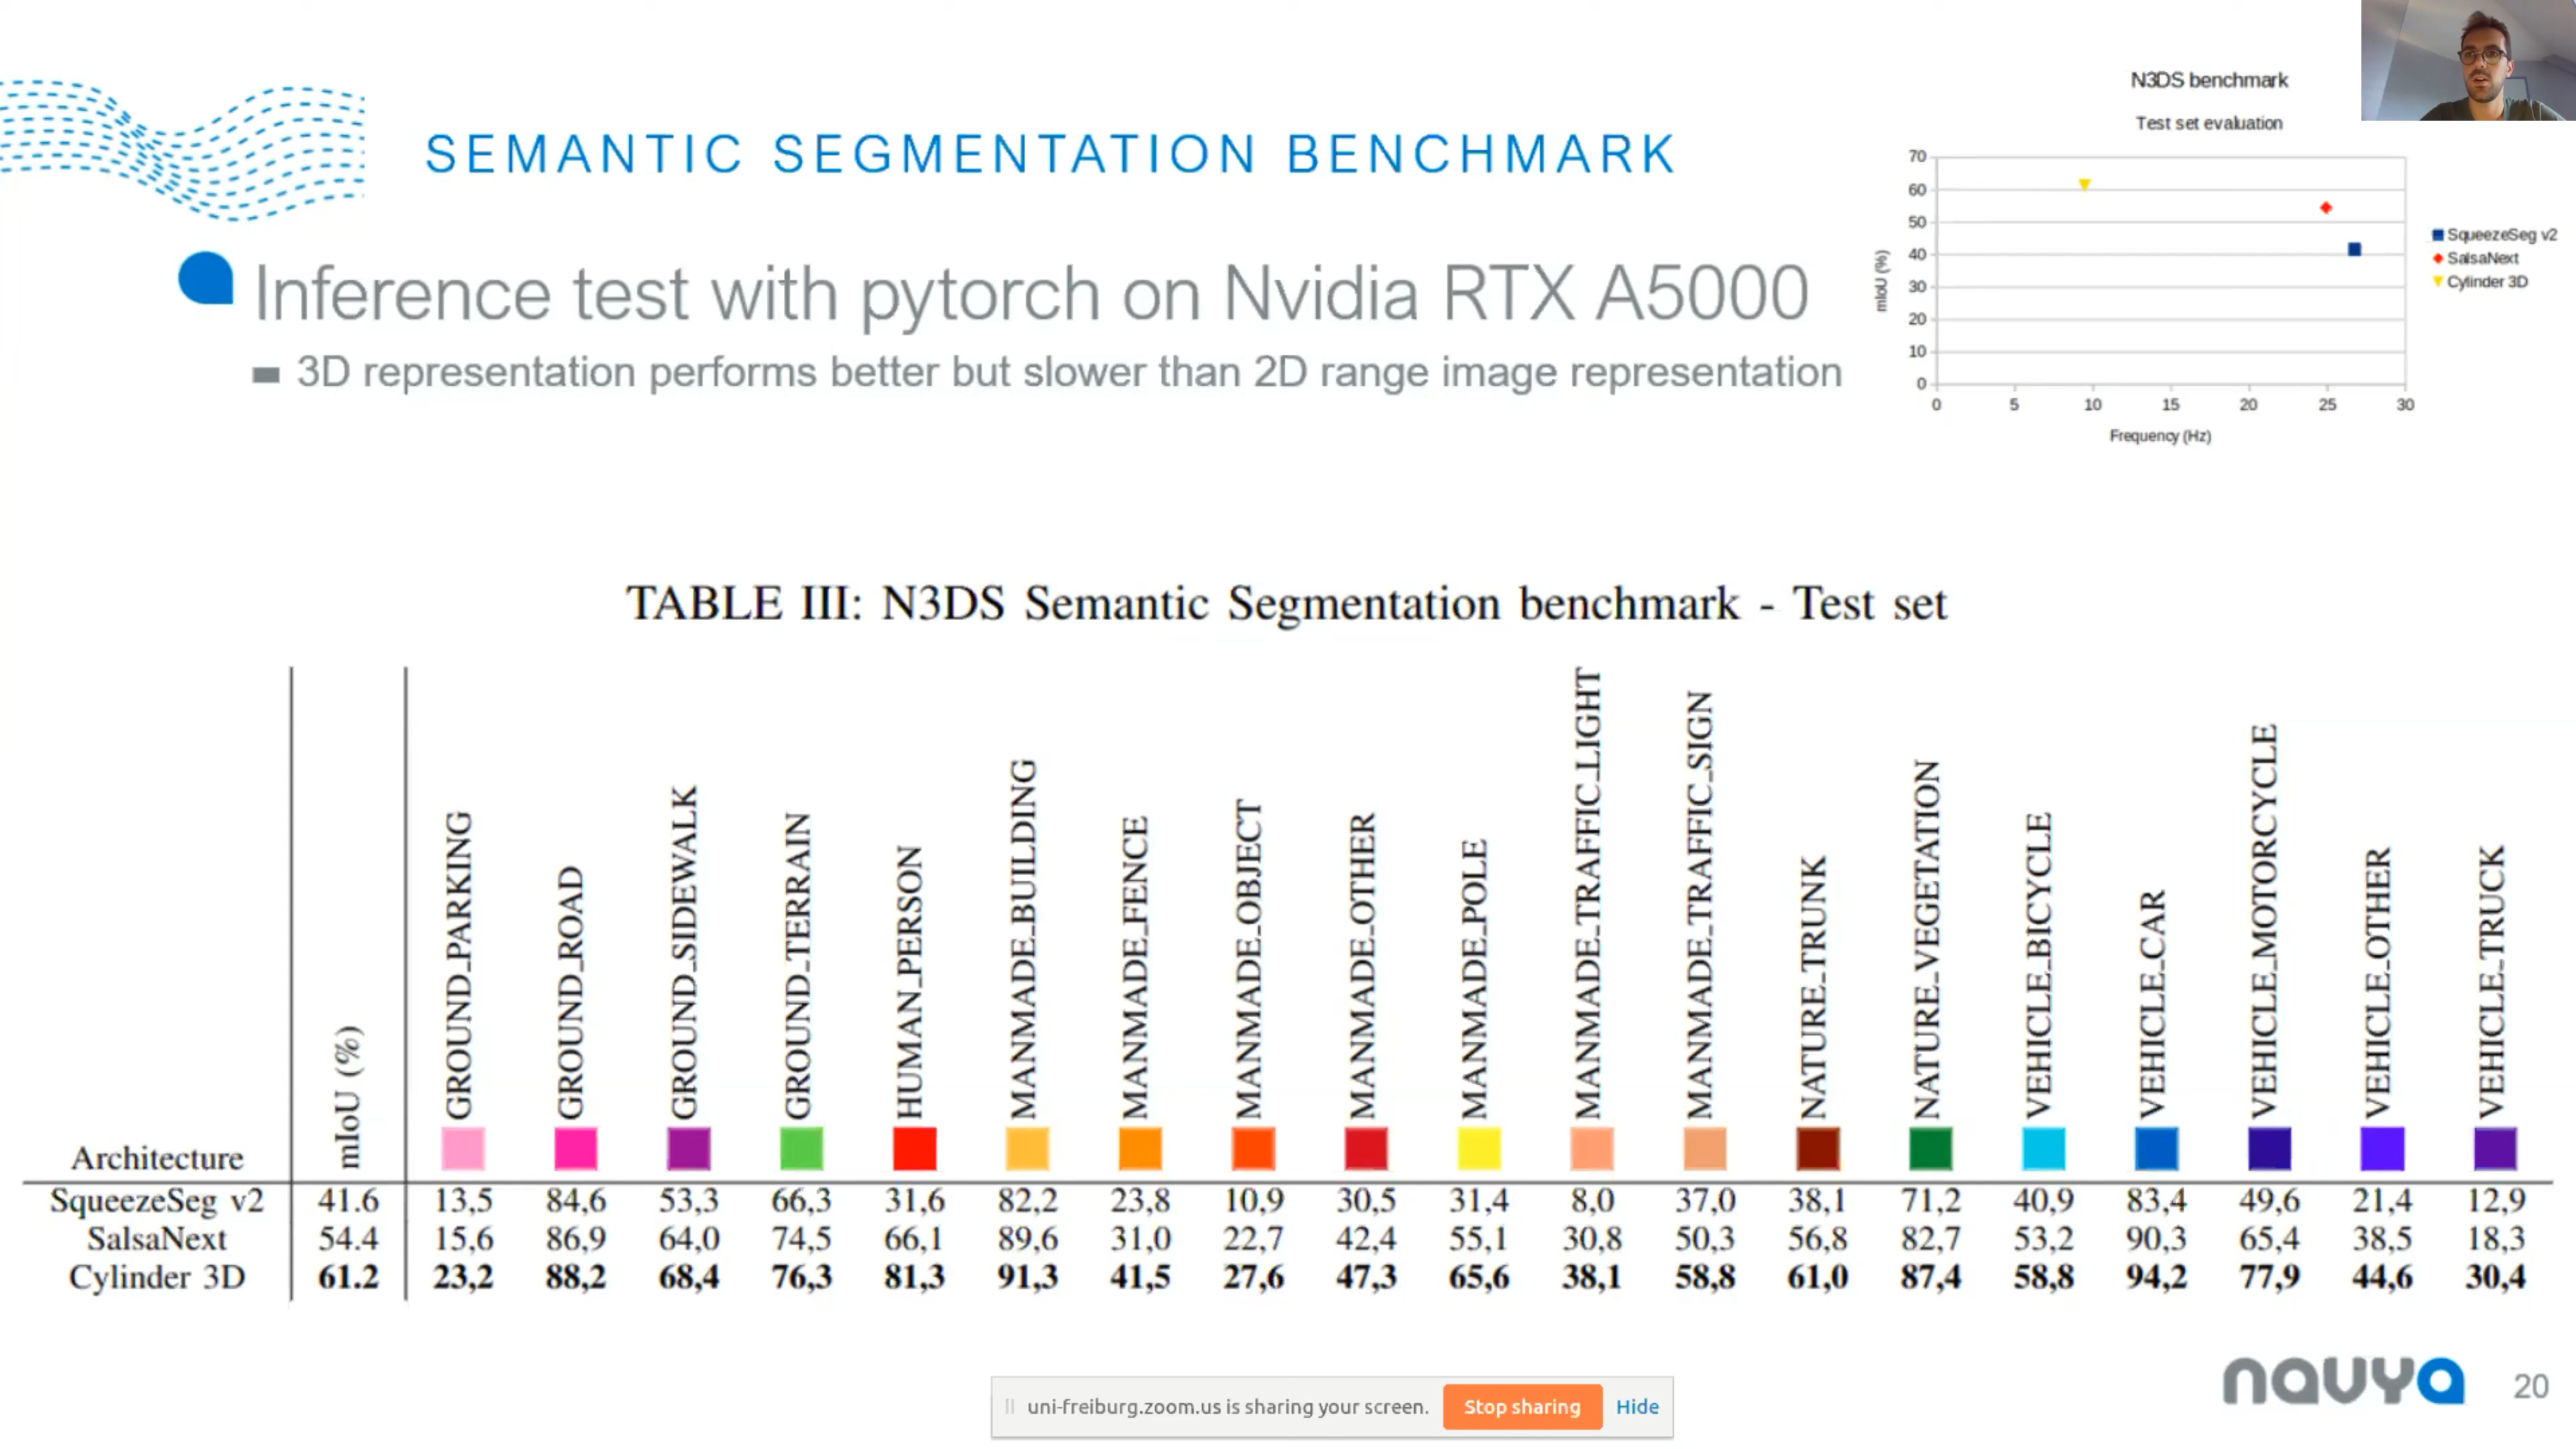 SEMANTIC SEGMENTATION BENCHMARK
Inference test with pytorch on Nvidia RTX A5000
3D representation performs better but slower than 2D range image representation
N3DS benchmark
Test set evaluation
mIoU (%)
70
60
50
40
30
20
10
0
0 5 10 15 20 25 30
Frequency (Hz)
SqueezeSeg v2
SalsaNext
Cylinder 3D
TABLE III: N3DS Semantic Segmentation benchmark - Test set
Architecture
mIoU (%)
GROUND_PARKING
GROUND_ROAD
GROUND_SIDEWALK
GROUND_TERRAIN
HUMAN_PERSON
MANMADE_BUILDING
MANMADE_FENCE
MANMADE_OBJECT
MANMADE_OTHER
MANMADE_POLE
MANMADE_TRAFFIC_LIGHT
MANMADE_TRAFFIC_SIGN
NATURE_TRUNK
NATURE_VEGETATION
VEHICLE_BICYCLE
VEHICLE_CAR
VEHICLE_MOTORCYCLE
VEHICLE_OTHER
VEHICLE_TRUCK
SqueezeSeg v2 41.6 13,5 84,6 53,3 66,3 31,6 82,2 23,8 10,9 30,5 31,4 8,0 37,0 38,1 71,2 40,9 83,4 49,6 21,4 12,9
SalsaNext 54.4 15,6 86,9 64,0 74,5 66,1 89,6 31,0 22,7 42,4 55,1 30,8 50,3 56,8 82,7 53,2 90,3 65,4 38,5 18,3
Cylinder 3D 61.2 23,2 88,2 68,4 76,3 81,3 91,3 41,5 27,6 47,3 65,6 38,1 58,8 61,0 87,4 58,8 94,2 77,9 44,6 30,4
navya 20
uni-freiburg.zoom.us is sharing your screen. Stop sharing Hide